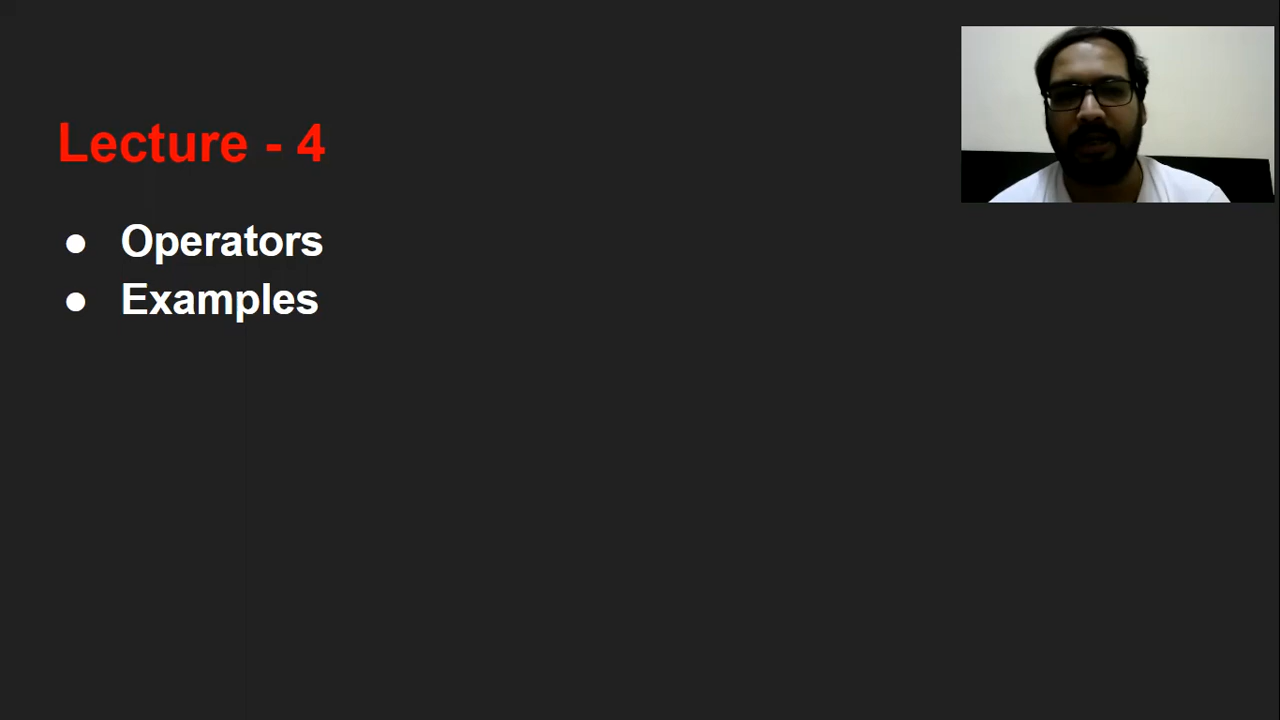 Lecture - 4
● Operators
● Examples